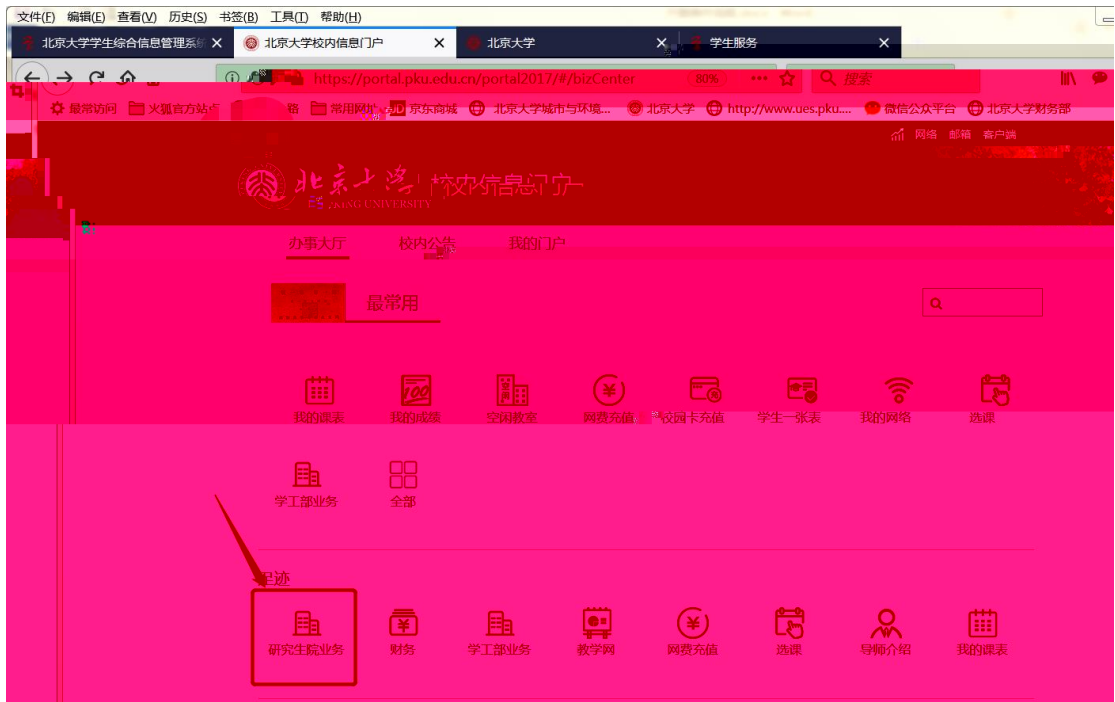 文件(F) 编辑(E) 查看(V) 历史(S) 书签(B) 工具(T) 帮助(H)
北京大学学生综合信息管理系统 北京大学校内信息门户 北京大学 学生服务
https://portal.pku.edu.cn/portal2017/#/bizCenter 80% 搜索
最常访问 火狐官方站点 常用网址 JD 京东商城 北京大学城市与环境... 北京大学 http://www.ues.pku.... 微信公众平台 北京大学财务部
网络 邮箱 客户端
北京大学 校内信息门户
PEKING UNIVERSITY
办事大厅 校内公告 我的门户
最常用
我的课表 我的成绩 空闲教室 网费充值 校园卡充值 学生一张表 我的网络 选课
学工部业务 全部
足迹
研究生院业务 财务 学工部业务 教学网 网费充值 选课 导师介绍 我的课表